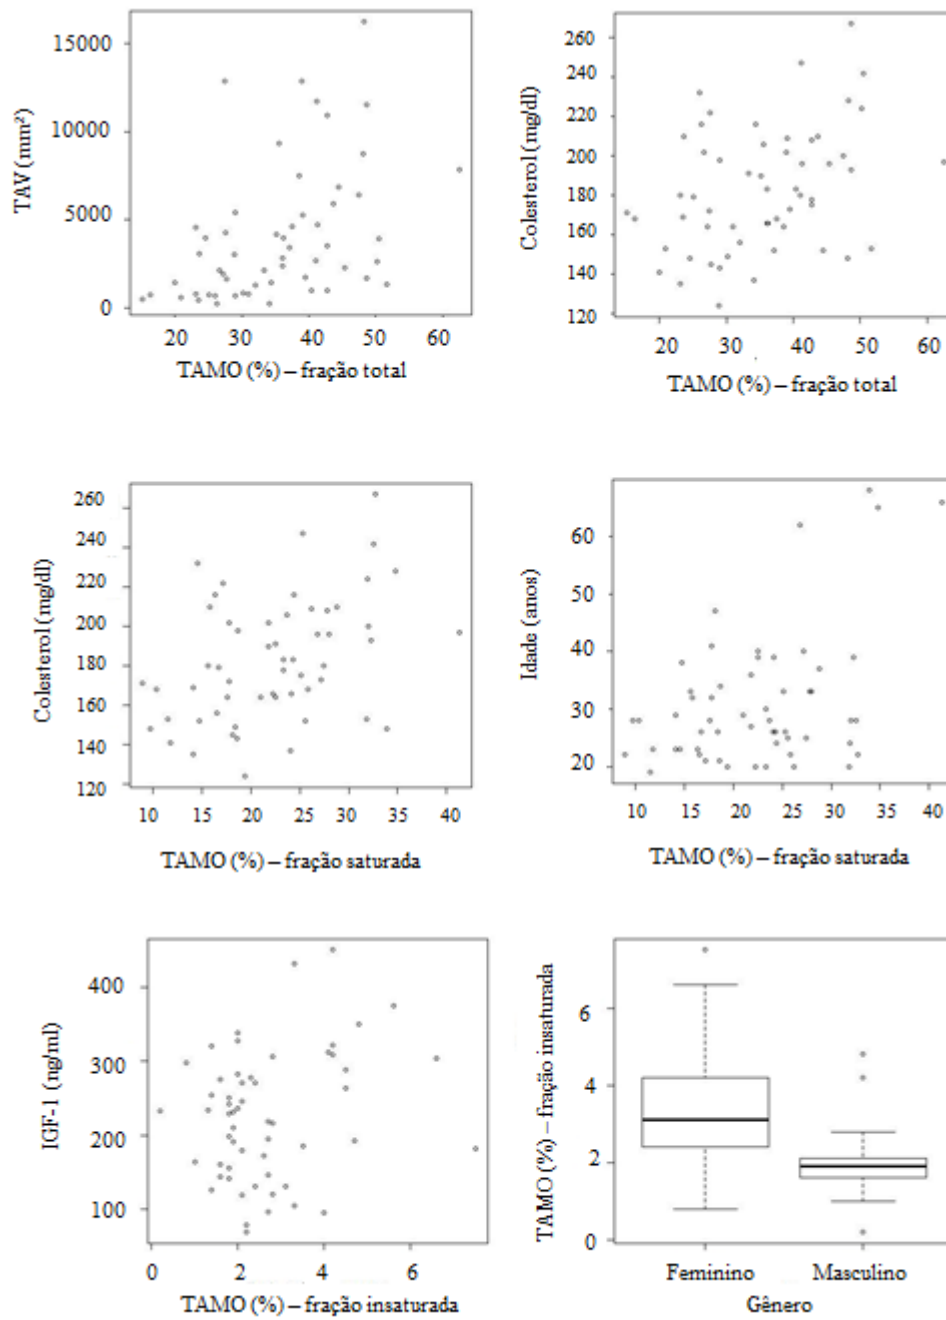 TAV (mm²)
15000
10000
5000
0
20 30 40 50 60
TAMO (%) – fração total
Colesterol (mg/dl)
260
240
220
200
180
160
140
120
20 30 40 50 60
TAMO (%) – fração total
Colesterol (mg/dl)
260
240
220
200
180
160
140
120
10 15 20 25 30 35 40
TAMO (%) – fração saturada
Idade (anos)
60
50
40
30
20
10 15 20 25 30 35 40
TAMO (%) – fração saturada
IGF-1 (ng/ml)
400
300
200
100
0 2 4 6
TAMO (%) – fração insaturada
TAMO (%) – fração insaturada
6
4
2
0
Feminino Masculino
Gênero